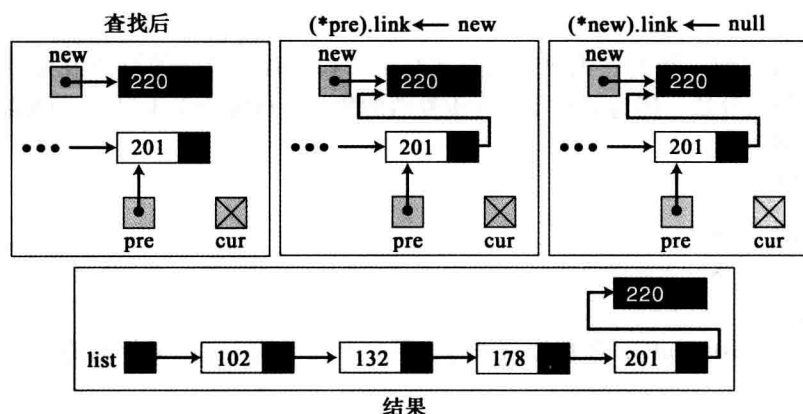 查找后
new
220
••• 201
pre cur
(*pre).link ← new
new
220
••• 201
pre cur
(*new).link ← null
new
220
••• 201
pre cur
220
list 102 132 178 201
结果